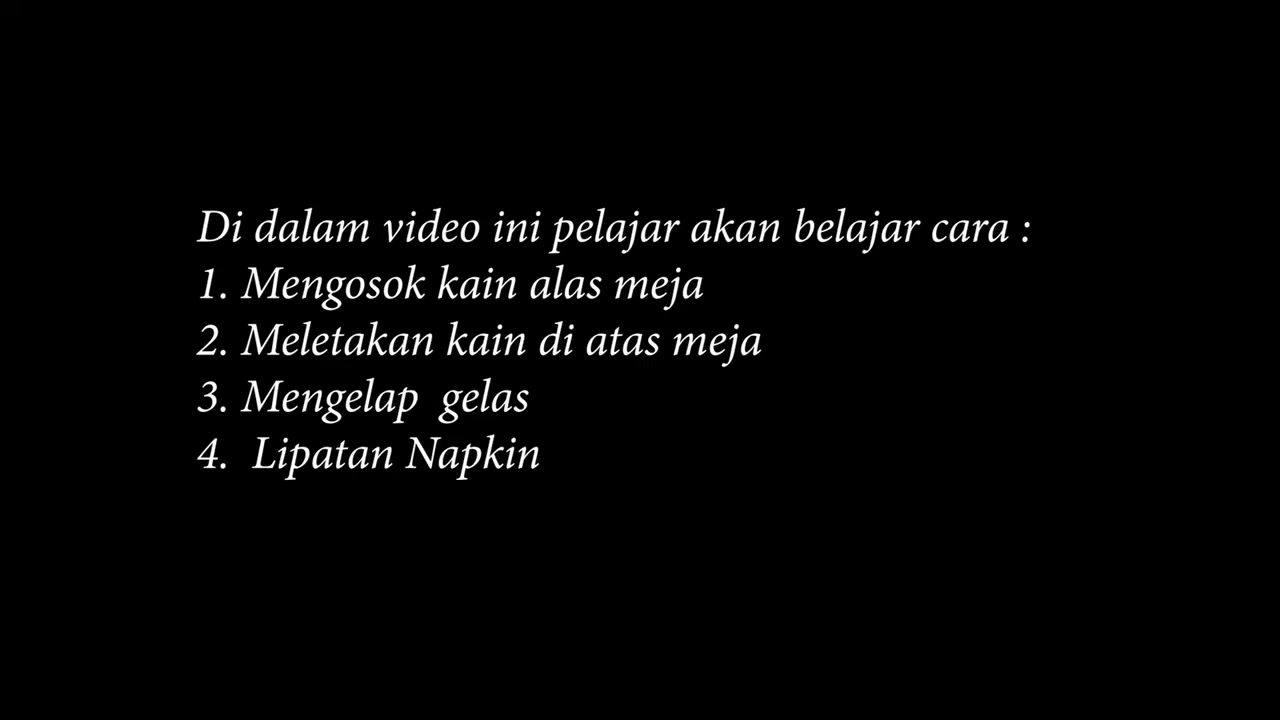 Di dalam video ini pelajar akan belajar cara :
1. Mengosok kain alas meja
2. Meletakan kain di atas meja
3. Mengelap  gelas
4.  Lipatan Napkin